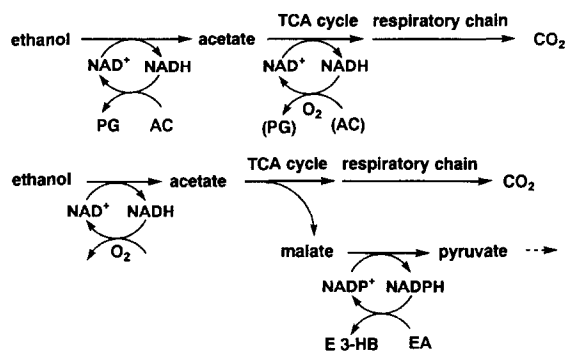 TCA cycle respiratory chain
ethanol acetate CO₂
NAD⁺ NADH NAD⁺ NADH
O₂
PG AC (PG) (AC)
TCA cycle respiratory chain
ethanol acetate CO₂
NAD⁺ NADH
O₂
malate pyruvate
NADP⁺ NADPH
E 3-HB EA